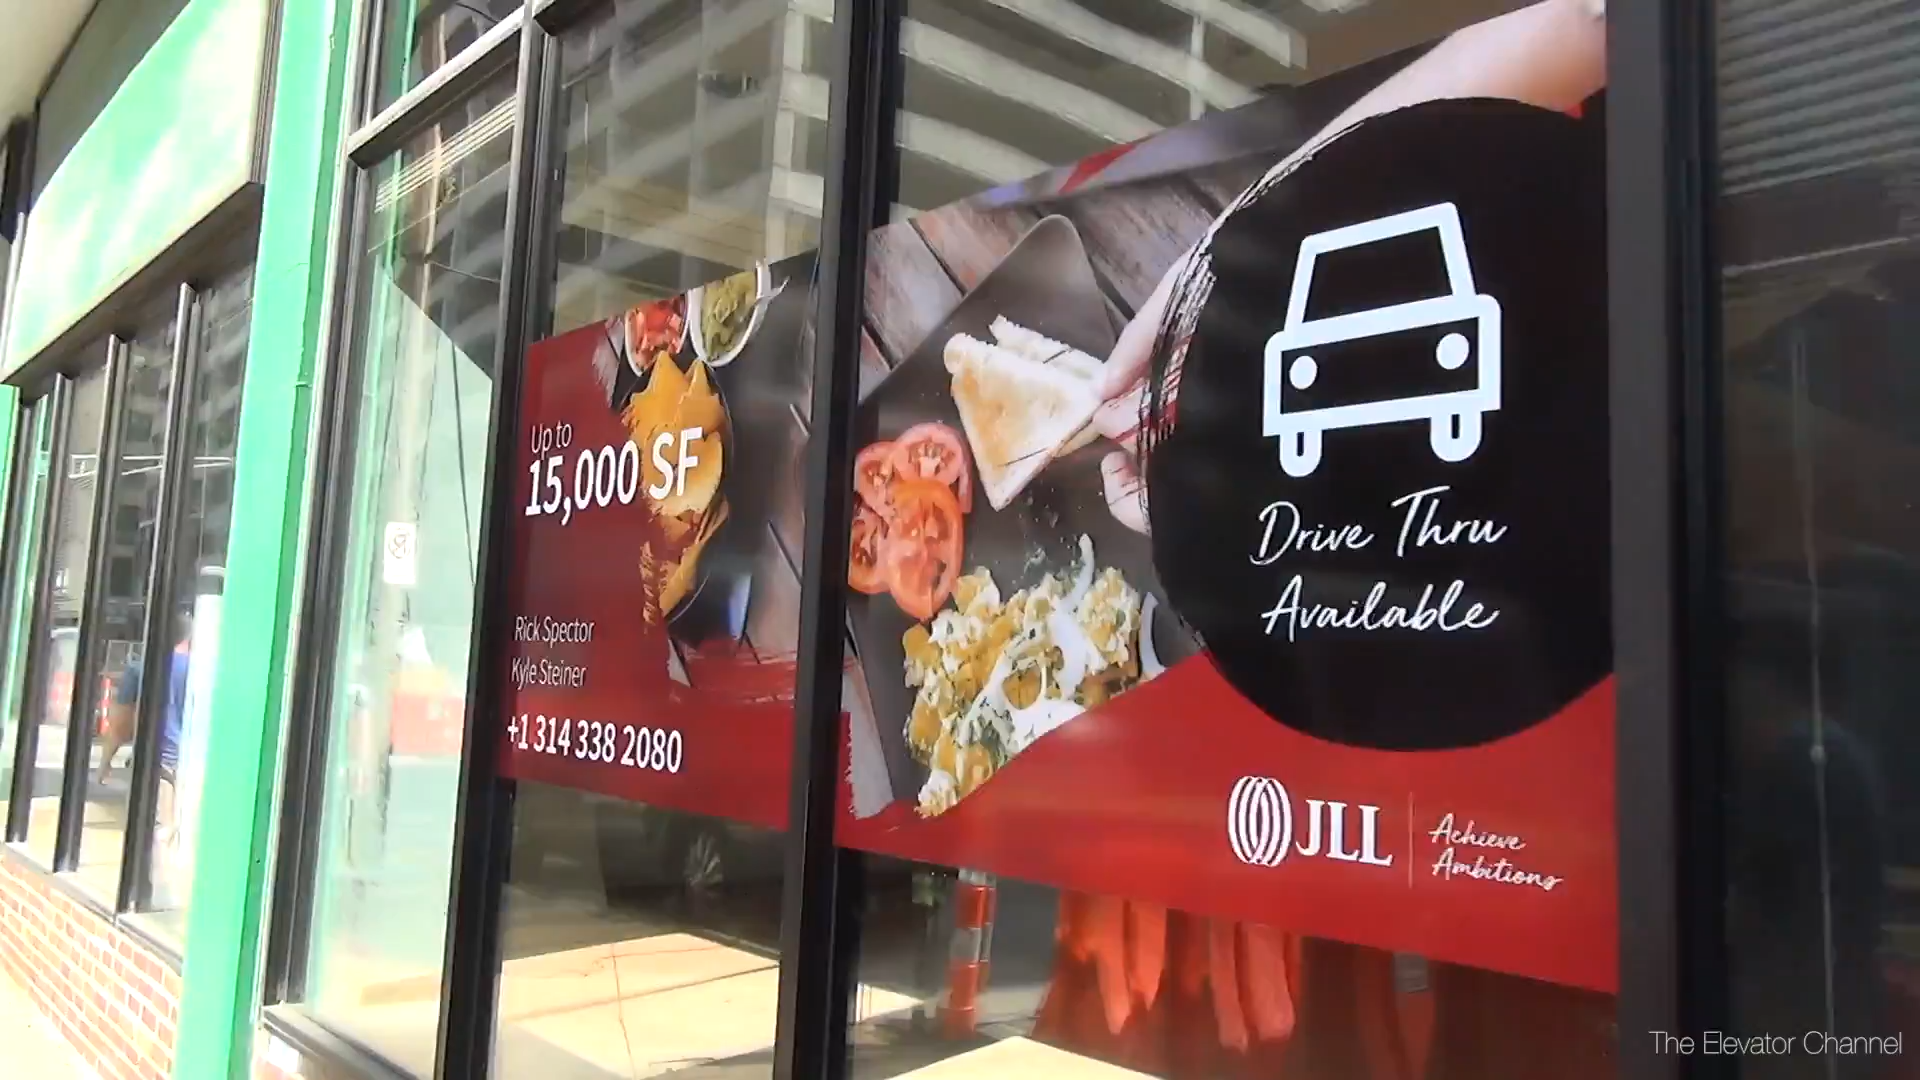 Up to
15,000 SF
Rick Spector
Kyle Steiner
+1 314 338 2080
Drive Thru
Available
JLL
Achieve
Ambitions
The Elevator Channel